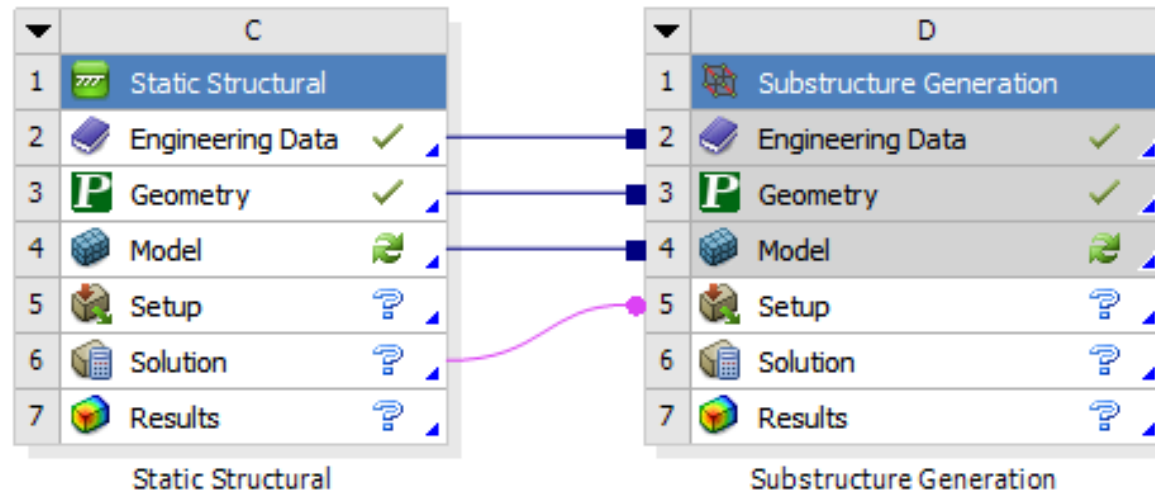 C
1 Static Structural
2 Engineering Data
3 P Geometry
4 Model
5 Setup ?
6 Solution ?
7 Results ?
Static Structural
D
1 Substructure Generation
2 Engineering Data
3 P Geometry
4 Model
5 Setup ?
6 Solution ?
7 Results ?
Substructure Generation